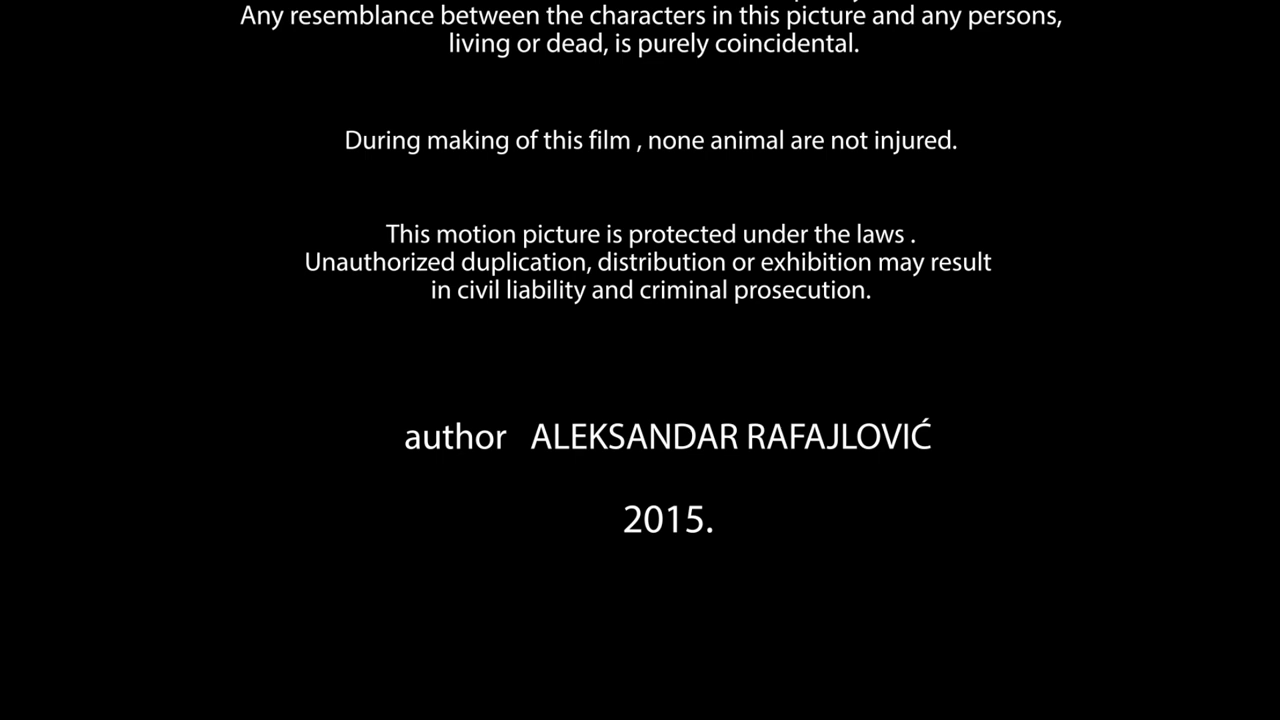 Any resemblance between the characters in this picture and any persons,
living or dead, is purely coincidental.
During making of this film , none animal are not injured.
This motion picture is protected under the laws .
Unauthorized duplication, distribution or exhibition may result
in civil liability and criminal prosecution.
author ALEKSANDAR RAFAJLOVIĆ
2015.